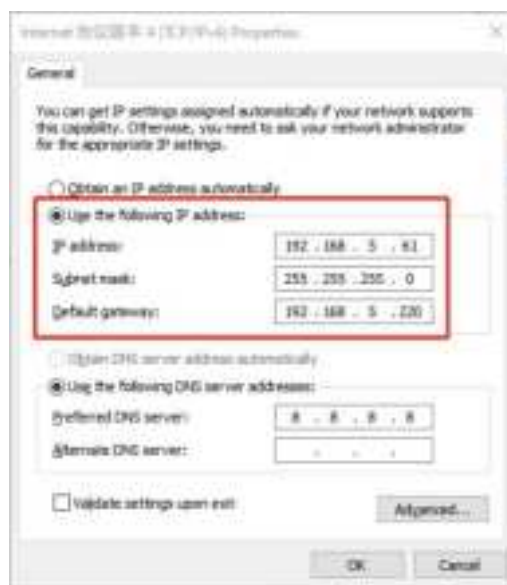 General
You can get IP settings assigned automatically if your network supports
this capability. Otherwise, you need to ask your network administrator
for the appropriate IP settings.
Obtain an IP address automatically
Use the following IP address:
IP address: 192 . 168 . 5 . 61
Subnet mask: 255 . 255 . 255 . 0
Default gateway: 192 . 168 . 5 . 220
Obtain DNS server address automatically
Use the following DNS server addresses:
Preferred DNS server: 8 . 8 . 8 . 8
Alternate DNS server: . . .
Validate settings upon exit
Advanced...
OK Cancel